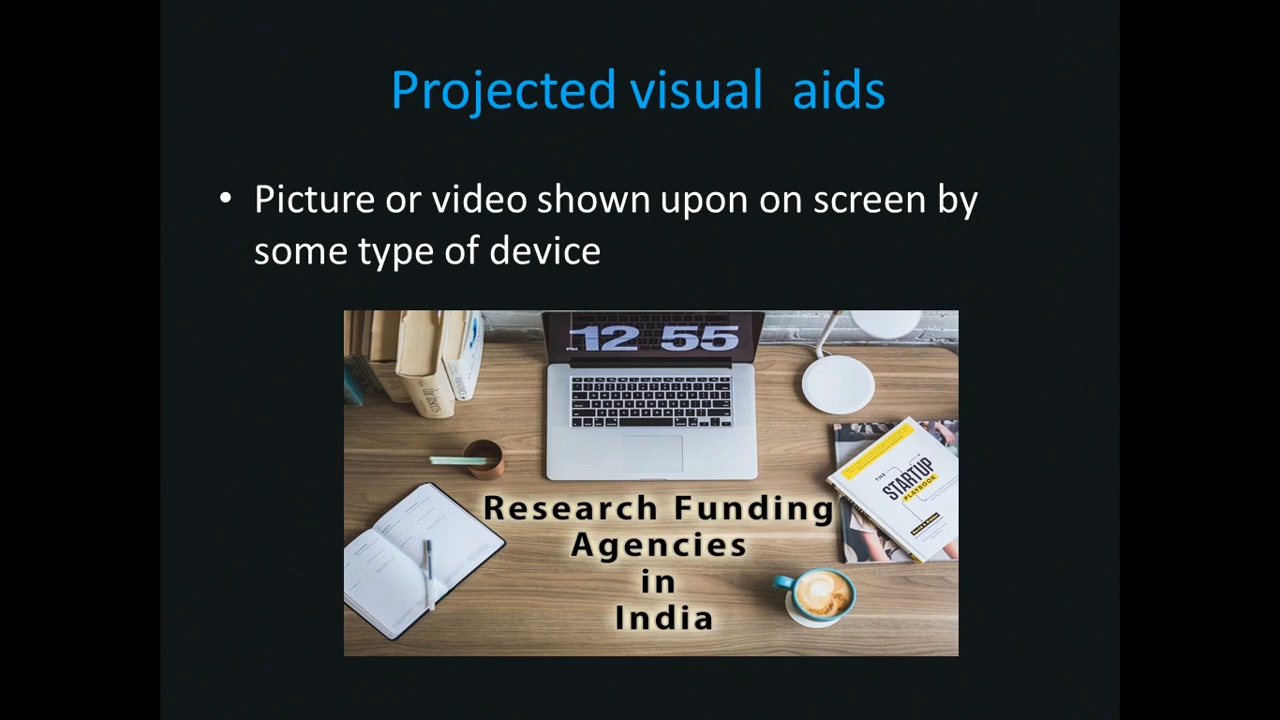 Projected visual aids
• Picture or video shown upon on screen by
some type of device
12 55
PM
THE
STARTUP
PLAYBOOK
Research Funding
Agencies
in
India